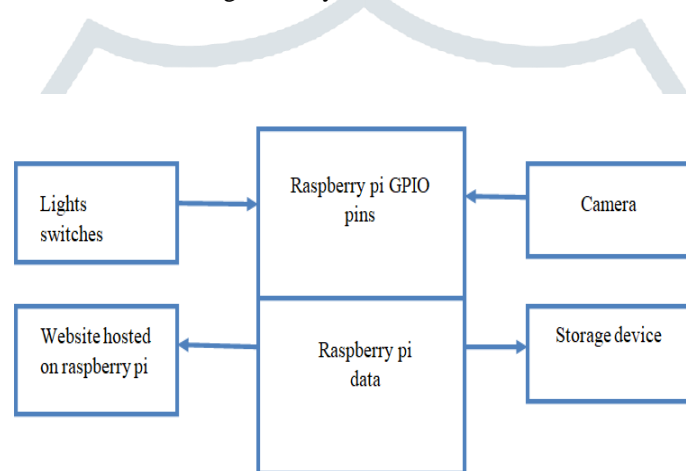 Lights
switches
Raspberry pi GPIO
pins
Camera
Website hosted
on raspberry pi
Raspberry pi
data
Storage device